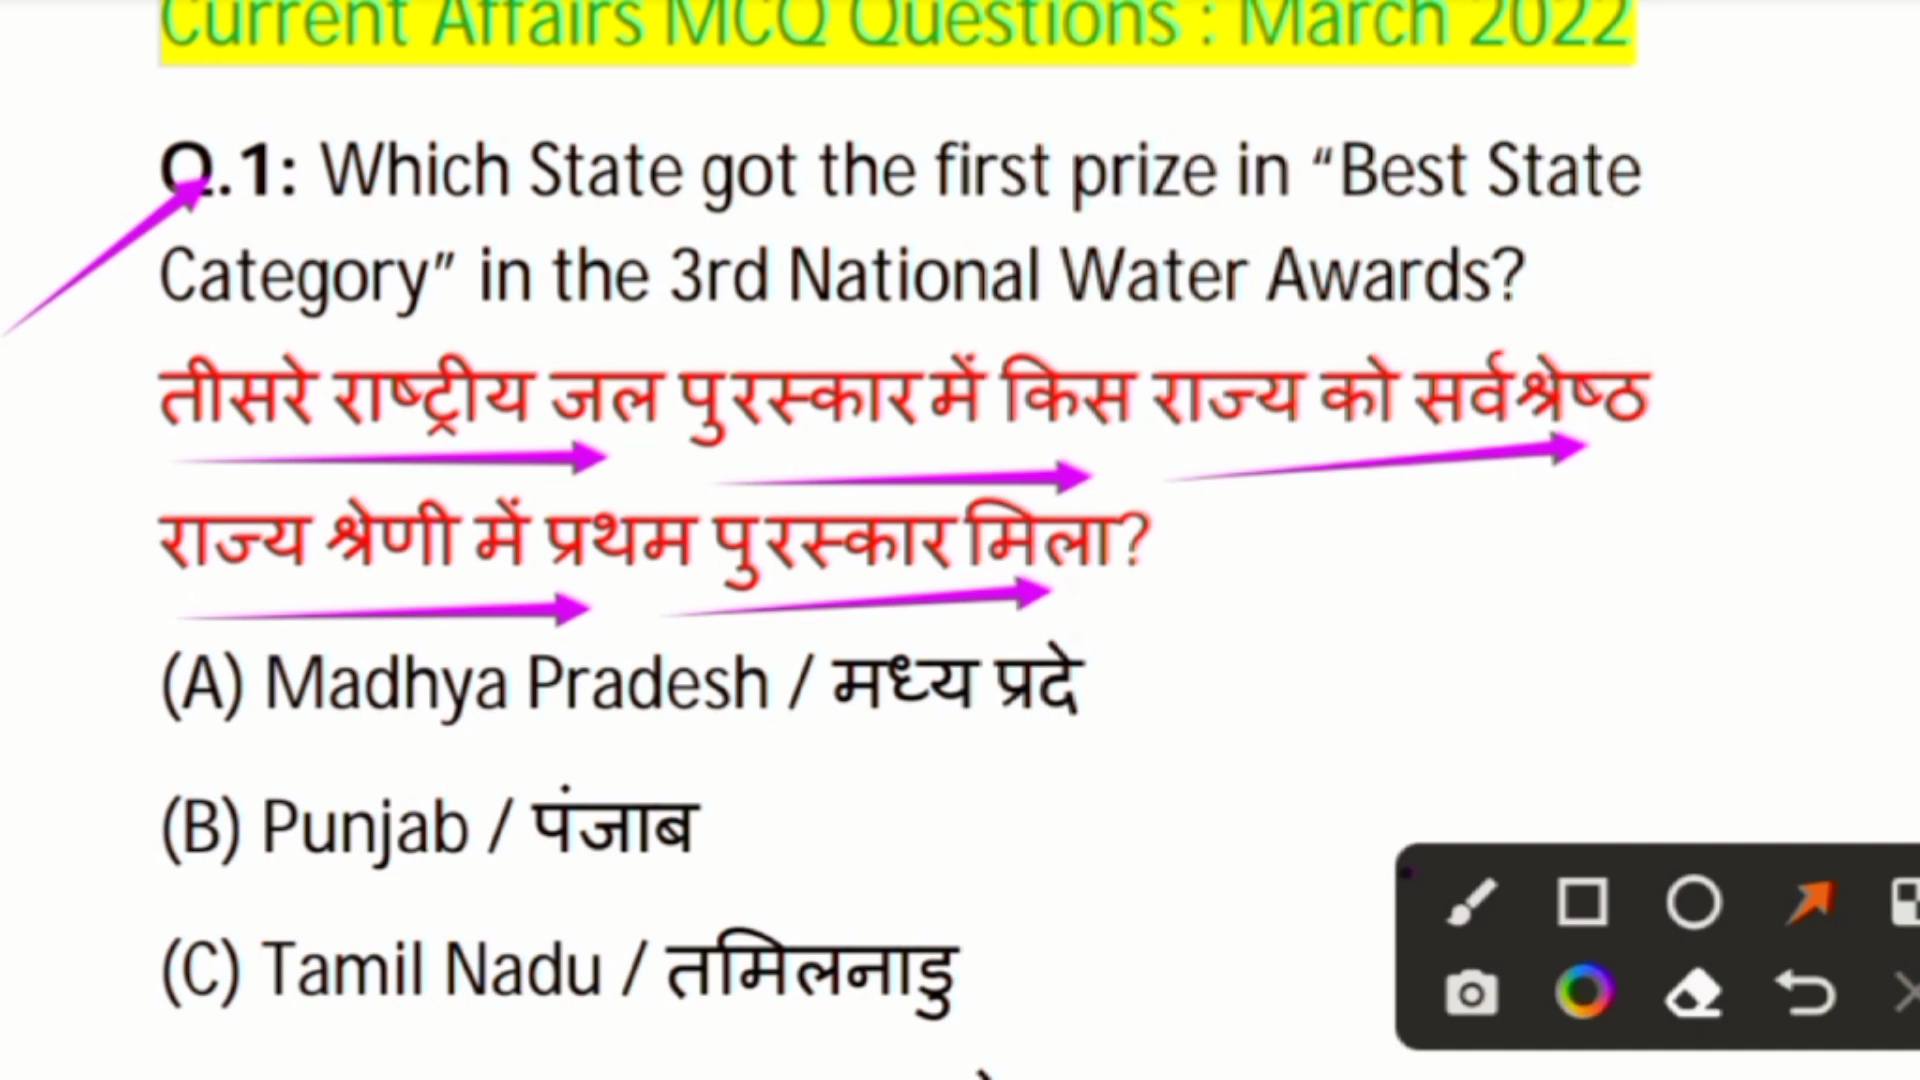 Current Affairs MCQ Questions : March 2022
Q.1: Which State got the first prize in “Best State
Category” in the 3rd National Water Awards?
तीसरे राष्ट्रीय जल पुरस्कार में किस राज्य को सर्वश्रेष्ठ
राज्य श्रेणी में प्रथम पुरस्कार मिला?
(A) Madhya Pradesh / मध्य प्रदे
(B) Punjab / पंजाब
(C) Tamil Nadu / तमिलनाडु